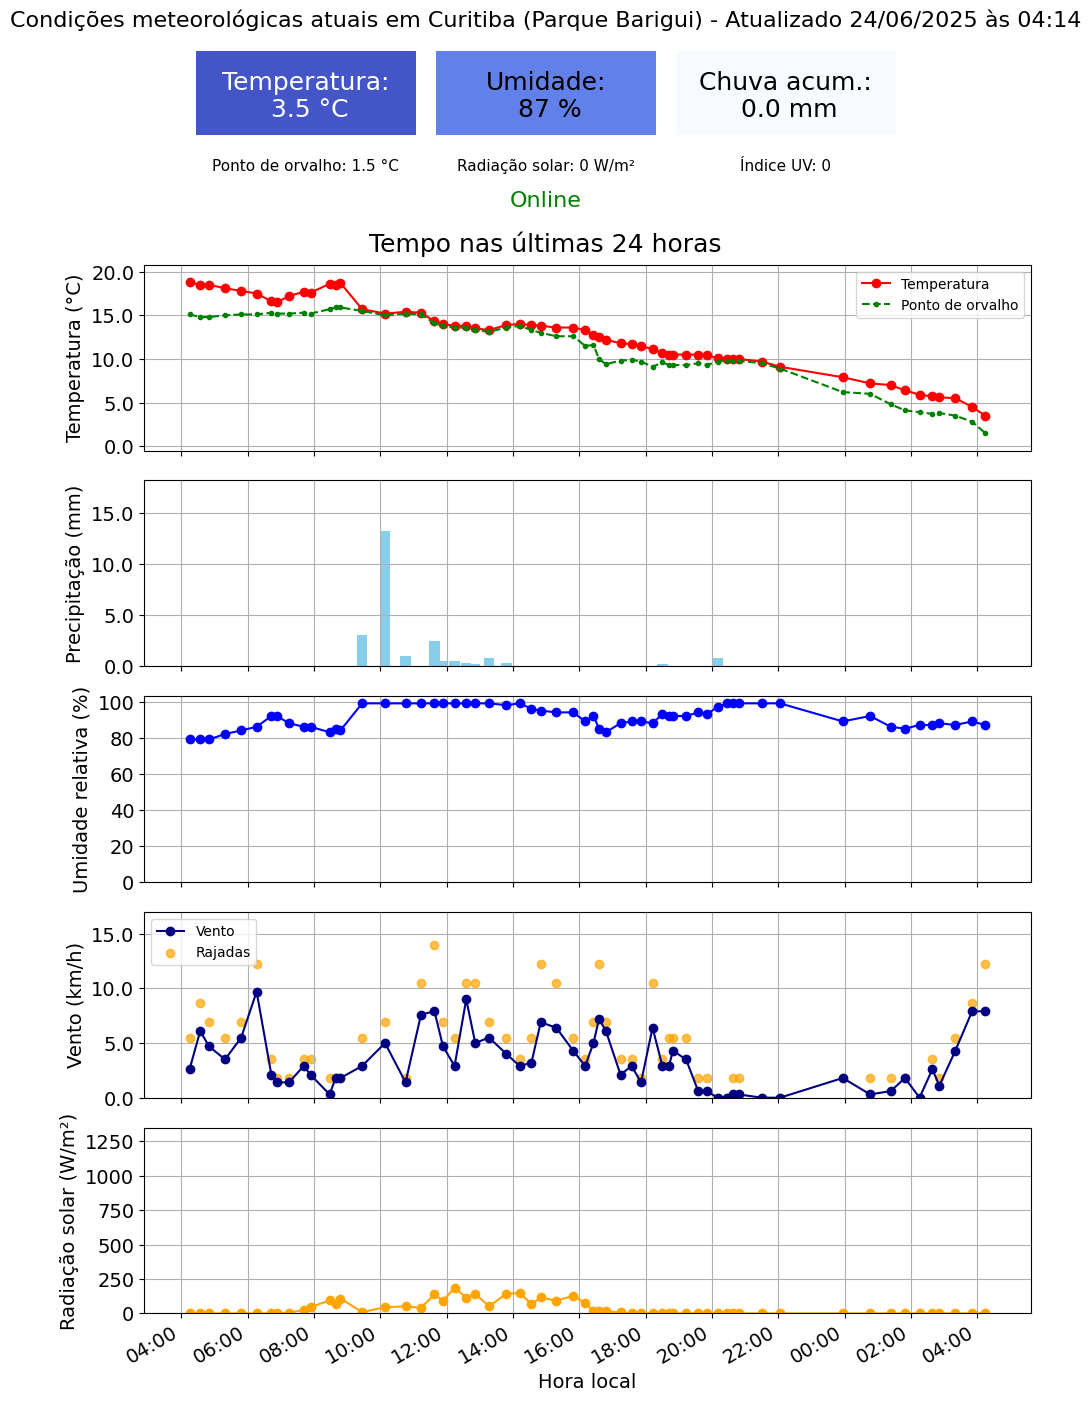 Condições meteorológicas atuais em Curitiba (Parque Barigui) - Atualizado 24/06/2025 às 04:14
Temperatura:
3.5 °C
Umidade:
87 %
Chuva acum.:
0.0 mm
Ponto de orvalho: 1.5 °C
Radiação solar: 0 W/m²
Índice UV: 0
Online
Tempo nas últimas 24 horas
Temperatura (°C)
20.0
15.0
10.0
5.0
0.0
Temperatura
Ponto de orvalho
Precipitação (mm)
15.0
10.0
5.0
0.0
Umidade relativa (%)
100
80
60
40
20
0
Vento (km/h)
15.0
10.0
5.0
0.0
Vento
Rajadas
Radiação solar (W/m²)
1250
1000
750
500
250
0
04:00
06:00
08:00
10:00
12:00
14:00
16:00
18:00
20:00
22:00
00:00
02:00
04:00
Hora local